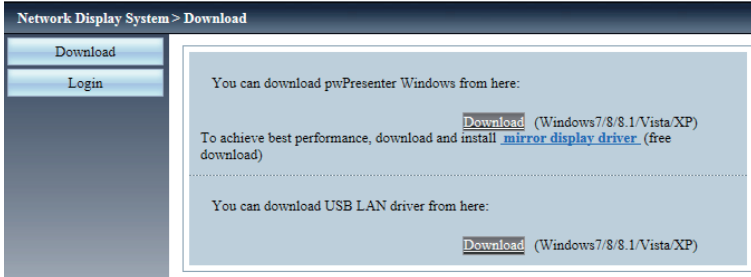 Network Display System > Download
Download
Login
You can download pwPresenter Windows from here:
Download (Windows7/8/8.1/Vista/XP)
To achieve best performance, download and install mirror display driver (free
download)
You can download USB LAN driver from here:
Download (Windows7/8/8.1/Vista/XP)